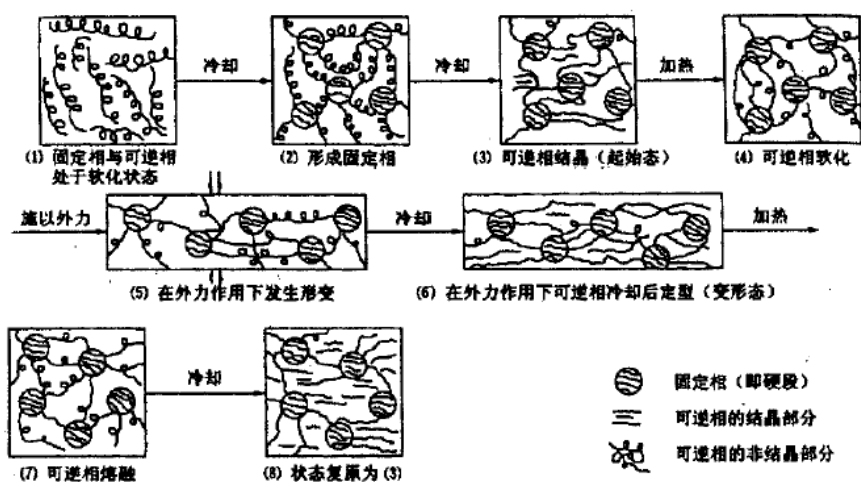 冷却
冷却
加热
(1) 固定相与可逆相
处于软化状态
(2) 形成固定相
(3) 可逆相结晶(起始态)
(4) 可逆相软化
施以外力
冷却
加热
(5) 在外力作用下发生形变
(6) 在外力作用下可逆相冷却后定型(变形态)
冷却
固定相(即硬段)
可逆相的结晶部分
可逆相的非结晶部分
(7) 可逆相熔融
(8) 状态复原为(3)